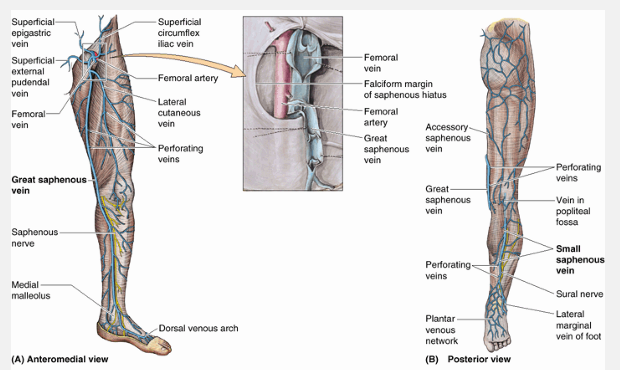 Superficial
epigastric
vein
Superficial
circumflex
iliac vein
Superficial
external
pudendal
vein
Femoral artery
Femoral
vein
Lateral
cutaneous
vein
Perforating
veins
Great saphenous
vein
Saphenous
nerve
Medial
malleolus
Dorsal venous arch
(A) Anteromedial view
Femoral
vein
Falciform margin
of saphenous hiatus
Femoral
artery
Great
saphenous
vein
Accessory
saphenous
vein
Great
saphenous
vein
Perforating
veins
Plantar
venous
network
Perforating
veins
Vein in
popliteal
fossa
Small
saphenous
vein
Sural nerve
Lateral
marginal
vein of foot
(B) Posterior view